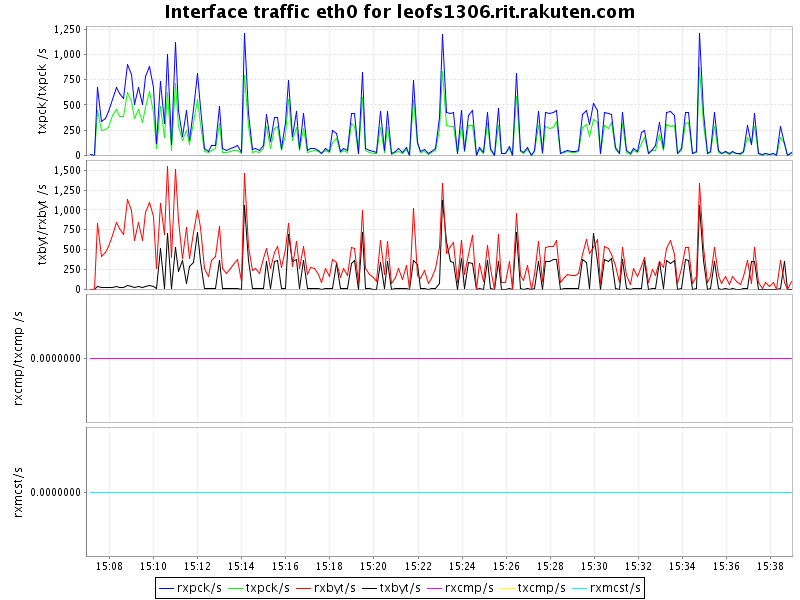 Interface traffic eth0 for leofs1306.rit.rakuten.com
txpck/txpck /s
1,250
1,000
750
500
250
0
txbyt/rxbyt /s
1,500
1,250
1,000
750
500
250
0
rxcmp/txcmp /s
0.0000000
rxmcst/s
0.0000000
15:08 15:10 15:12 15:14 15:16 15:18 15:20 15:22 15:24 15:26 15:28 15:30 15:32 15:34 15:36 15:38
rxpck/s txpck/s rxbyt/s txbyt/s rxcmp/s txcmp/s rxmcst/s